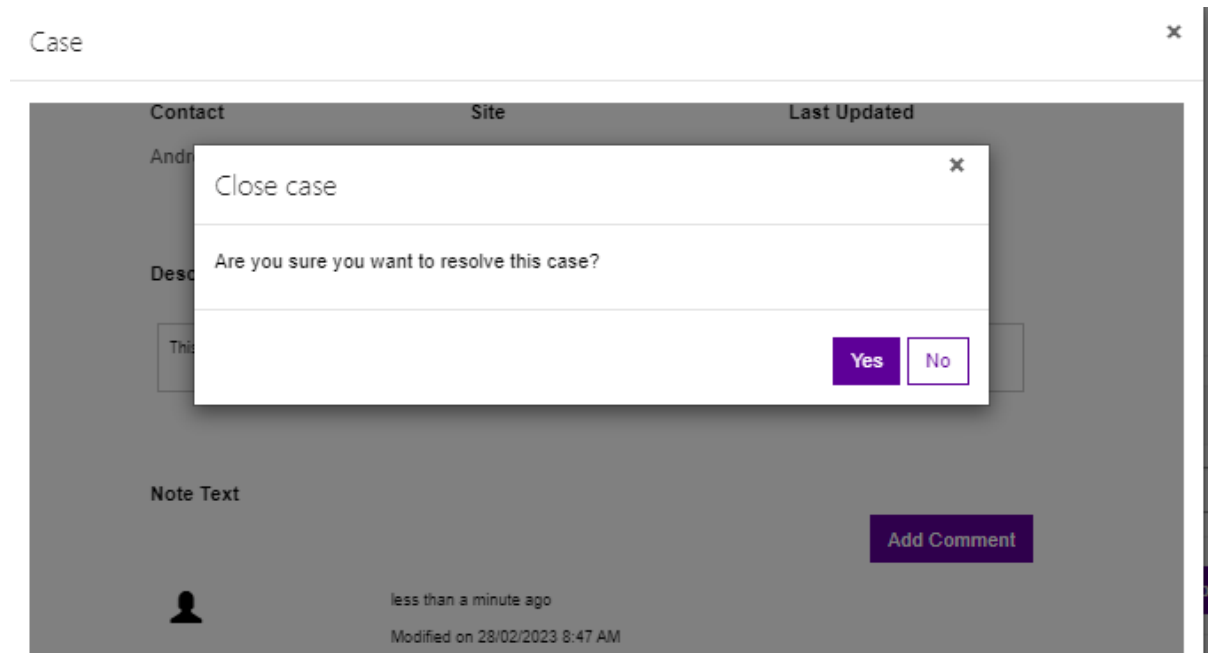 Case
Contact Site Last Updated
Close case
Are you sure you want to resolve this case?
Yes No
Note Text
Add Comment
less than a minute ago
Modified on 28/02/2023 8:47 AM